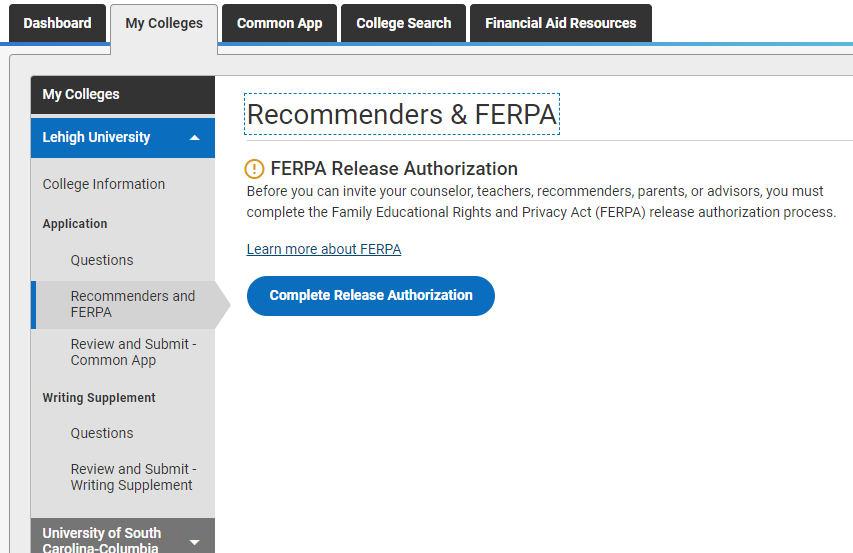 Dashboard
My Colleges
Common App
College Search
Financial Aid Resources
My Colleges
Lehigh University
College Information
Application
Questions
Recommenders and
FERPA
Review and Submit -
Common App
Writing Supplement
Questions
Review and Submit -
Writing Supplement
University of South
Carolina-Columbia
Recommenders & FERPA
FERPA Release Authorization
Before you can invite your counselor, teachers, recommenders, parents, or advisors, you must
complete the Family Educational Rights and Privacy Act (FERPA) release authorization process.
Learn more about FERPA
Complete Release Authorization